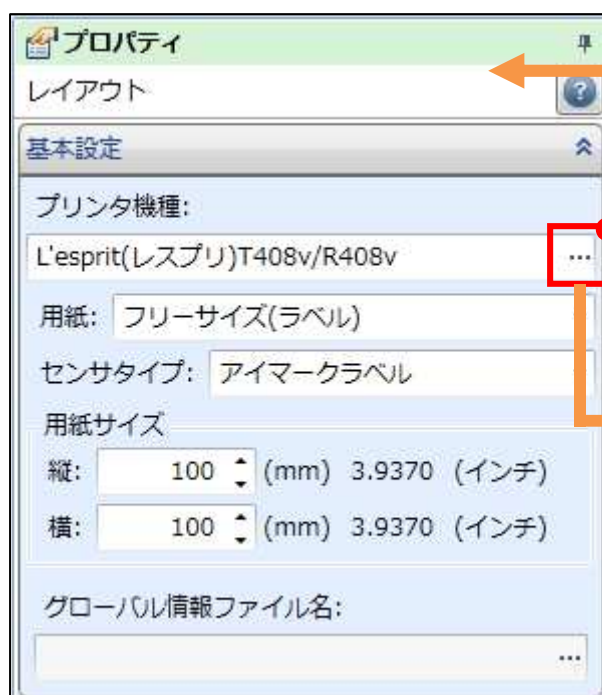 プロパティ
レイアウト
基本設定
プリンタ機種:
L'esprit(レスプリ)T408v/R408v ...
用紙: フリーサイズ(ラベル)
センサタイプ: アイマークラベル
用紙サイズ
縦: 100 (mm) 3.9370 (インチ)
横: 100 (mm) 3.9370 (インチ)
グローバル情報ファイル名:
...